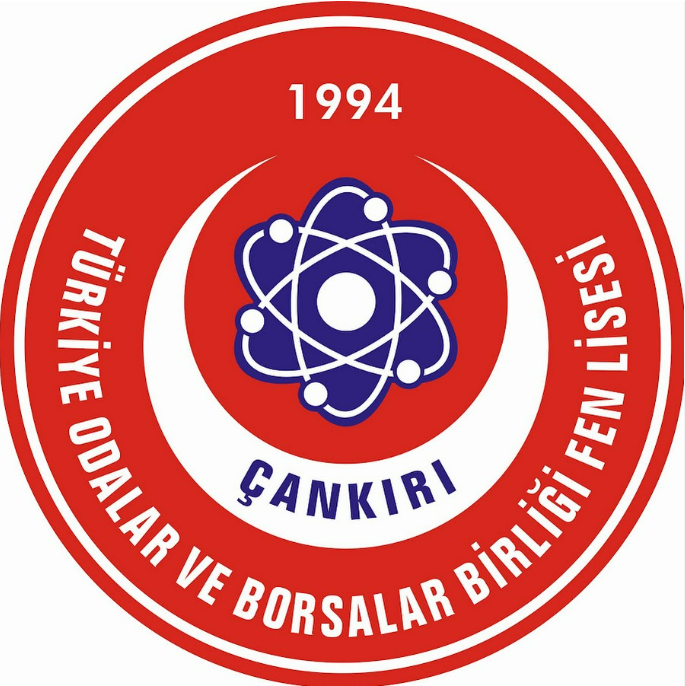 1994
ÇANKIRI
TÜRKİYE ODALAR VE BORSALAR BİRLİĞİ FEN LİSESİ